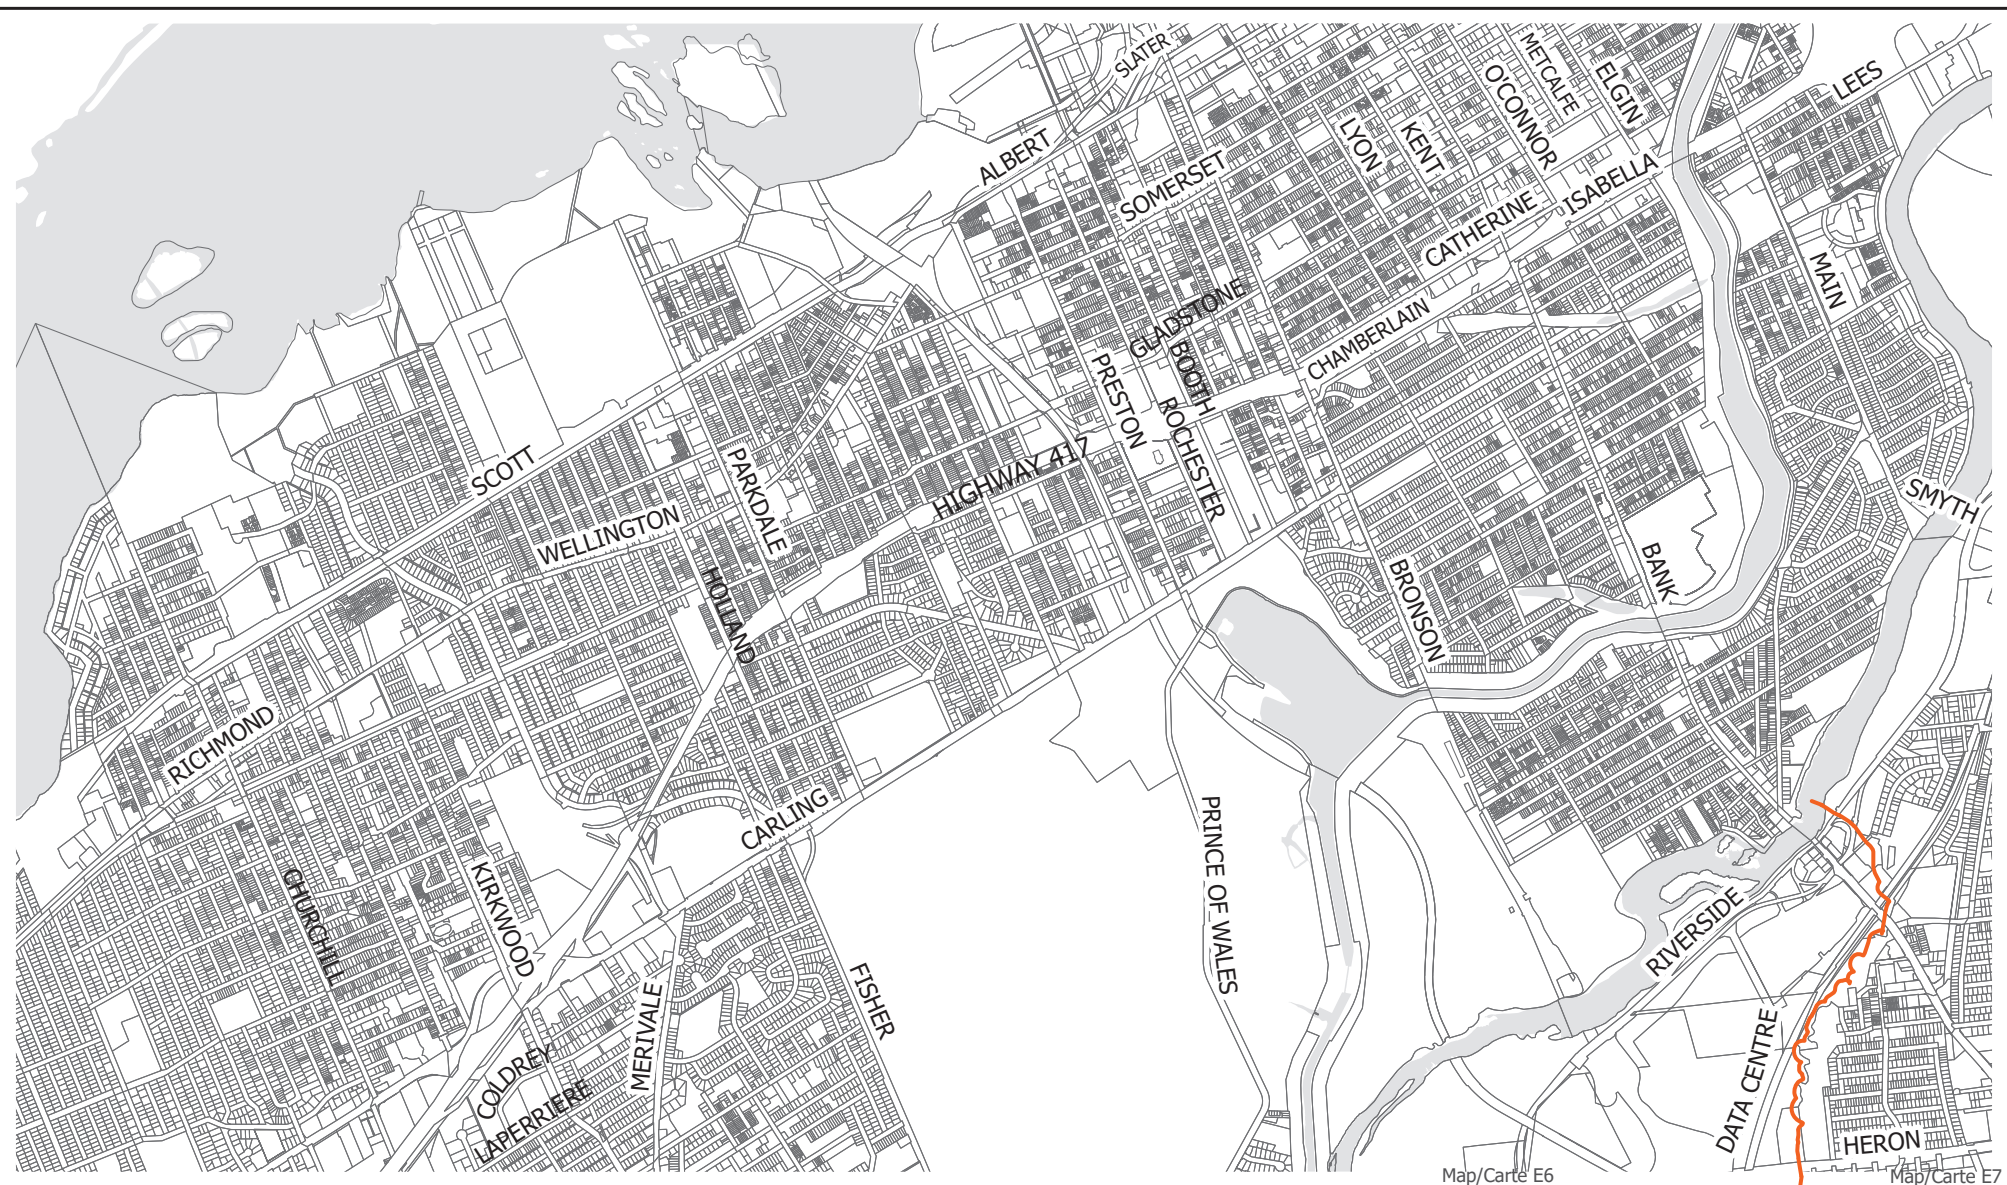 SLATER
METCALFE
ELGIN
O'CONNOR
LEES
LYON
KENT
ALBERT
SOMERSET
ISABELLA
CATHERINE
MAIN
GLADSTONE
CHAMBERLAIN
BOOTH
PRESTON
ROCHESTER
HIGHWAY 417
SCOTT
PARKDALE
WELLINGTON
SMYTH
HOLLAND
BRONSON
BANK
RICHMOND
CARLING
PRINCE OF WALES
CHURCHILL
KIRKWOOD
RIVERSIDE
FISHER
MERIVALE
COLDREY
LAPERRIERE
DATA CENTRE
HERON
Map/Carte E6
Map/Carte E7